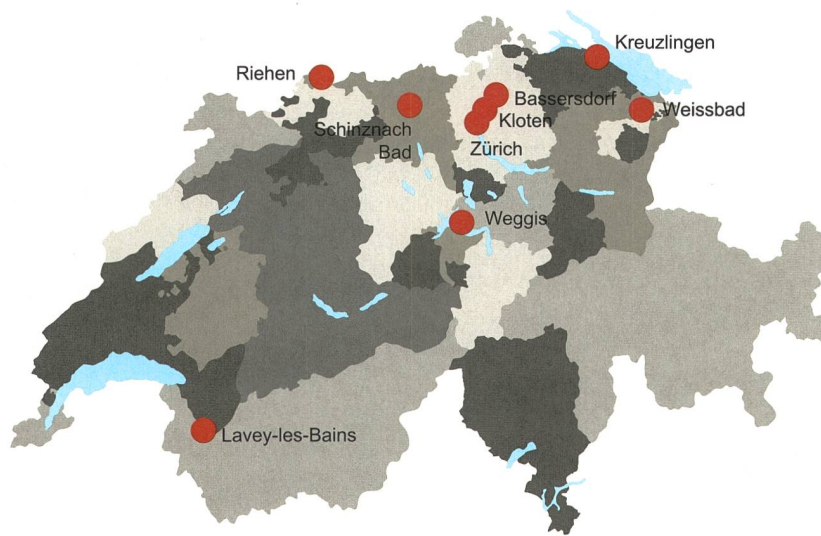 Kreuzlingen
Riehen
Bassersdorf
Weissbad
Schinznach
Bad
Kloten
Zürich
Weggis
Lavey-les-Bains